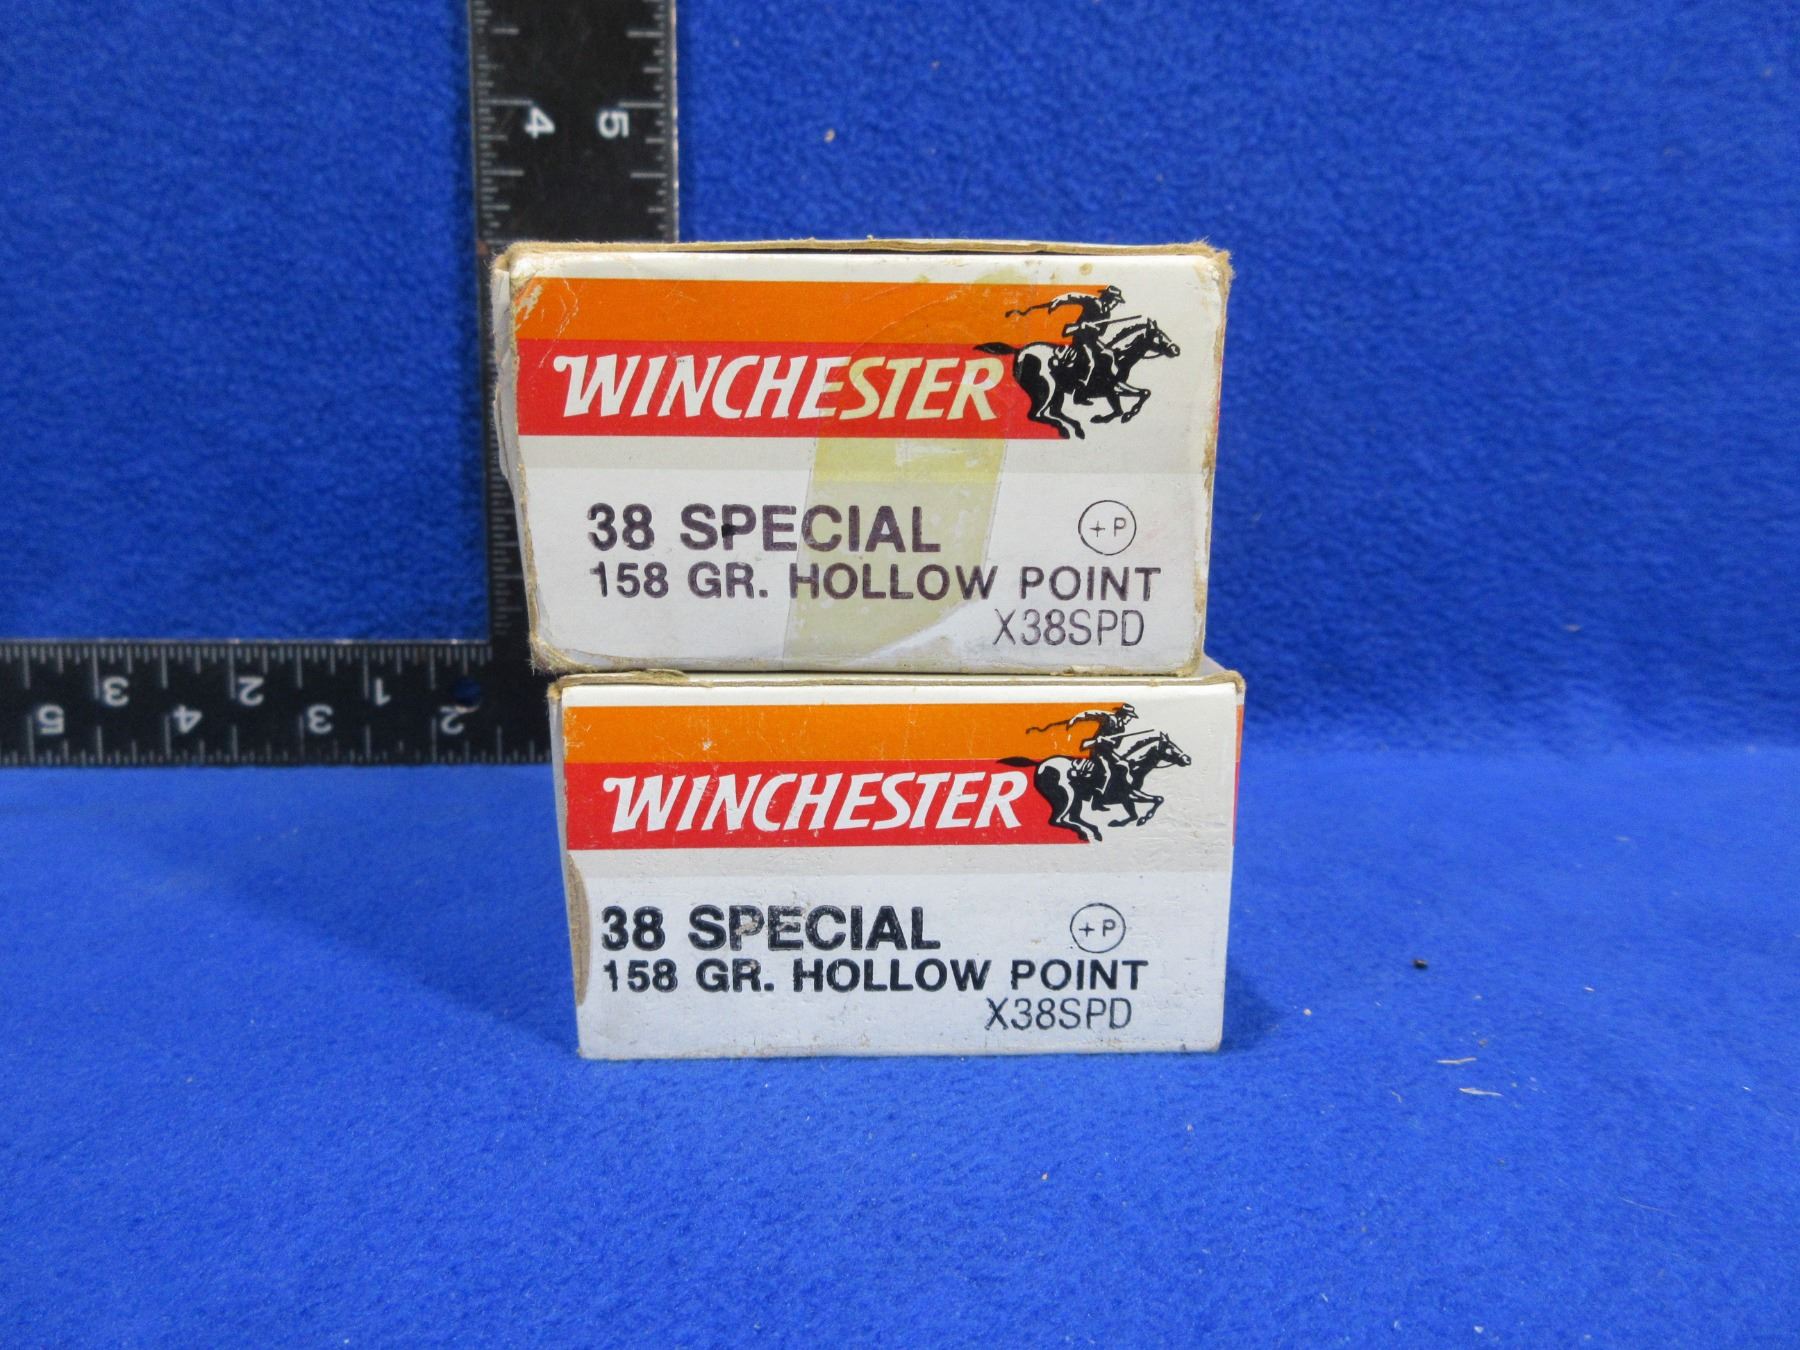 4 5
WINCHESTER
38 SPECIAL +P
158 GR. HOLLOW POINT
X38SPD
3 2 1
5 4 3 2
WINCHESTER
38 SPECIAL +P
158 GR. HOLLOW POINT
X38SPD